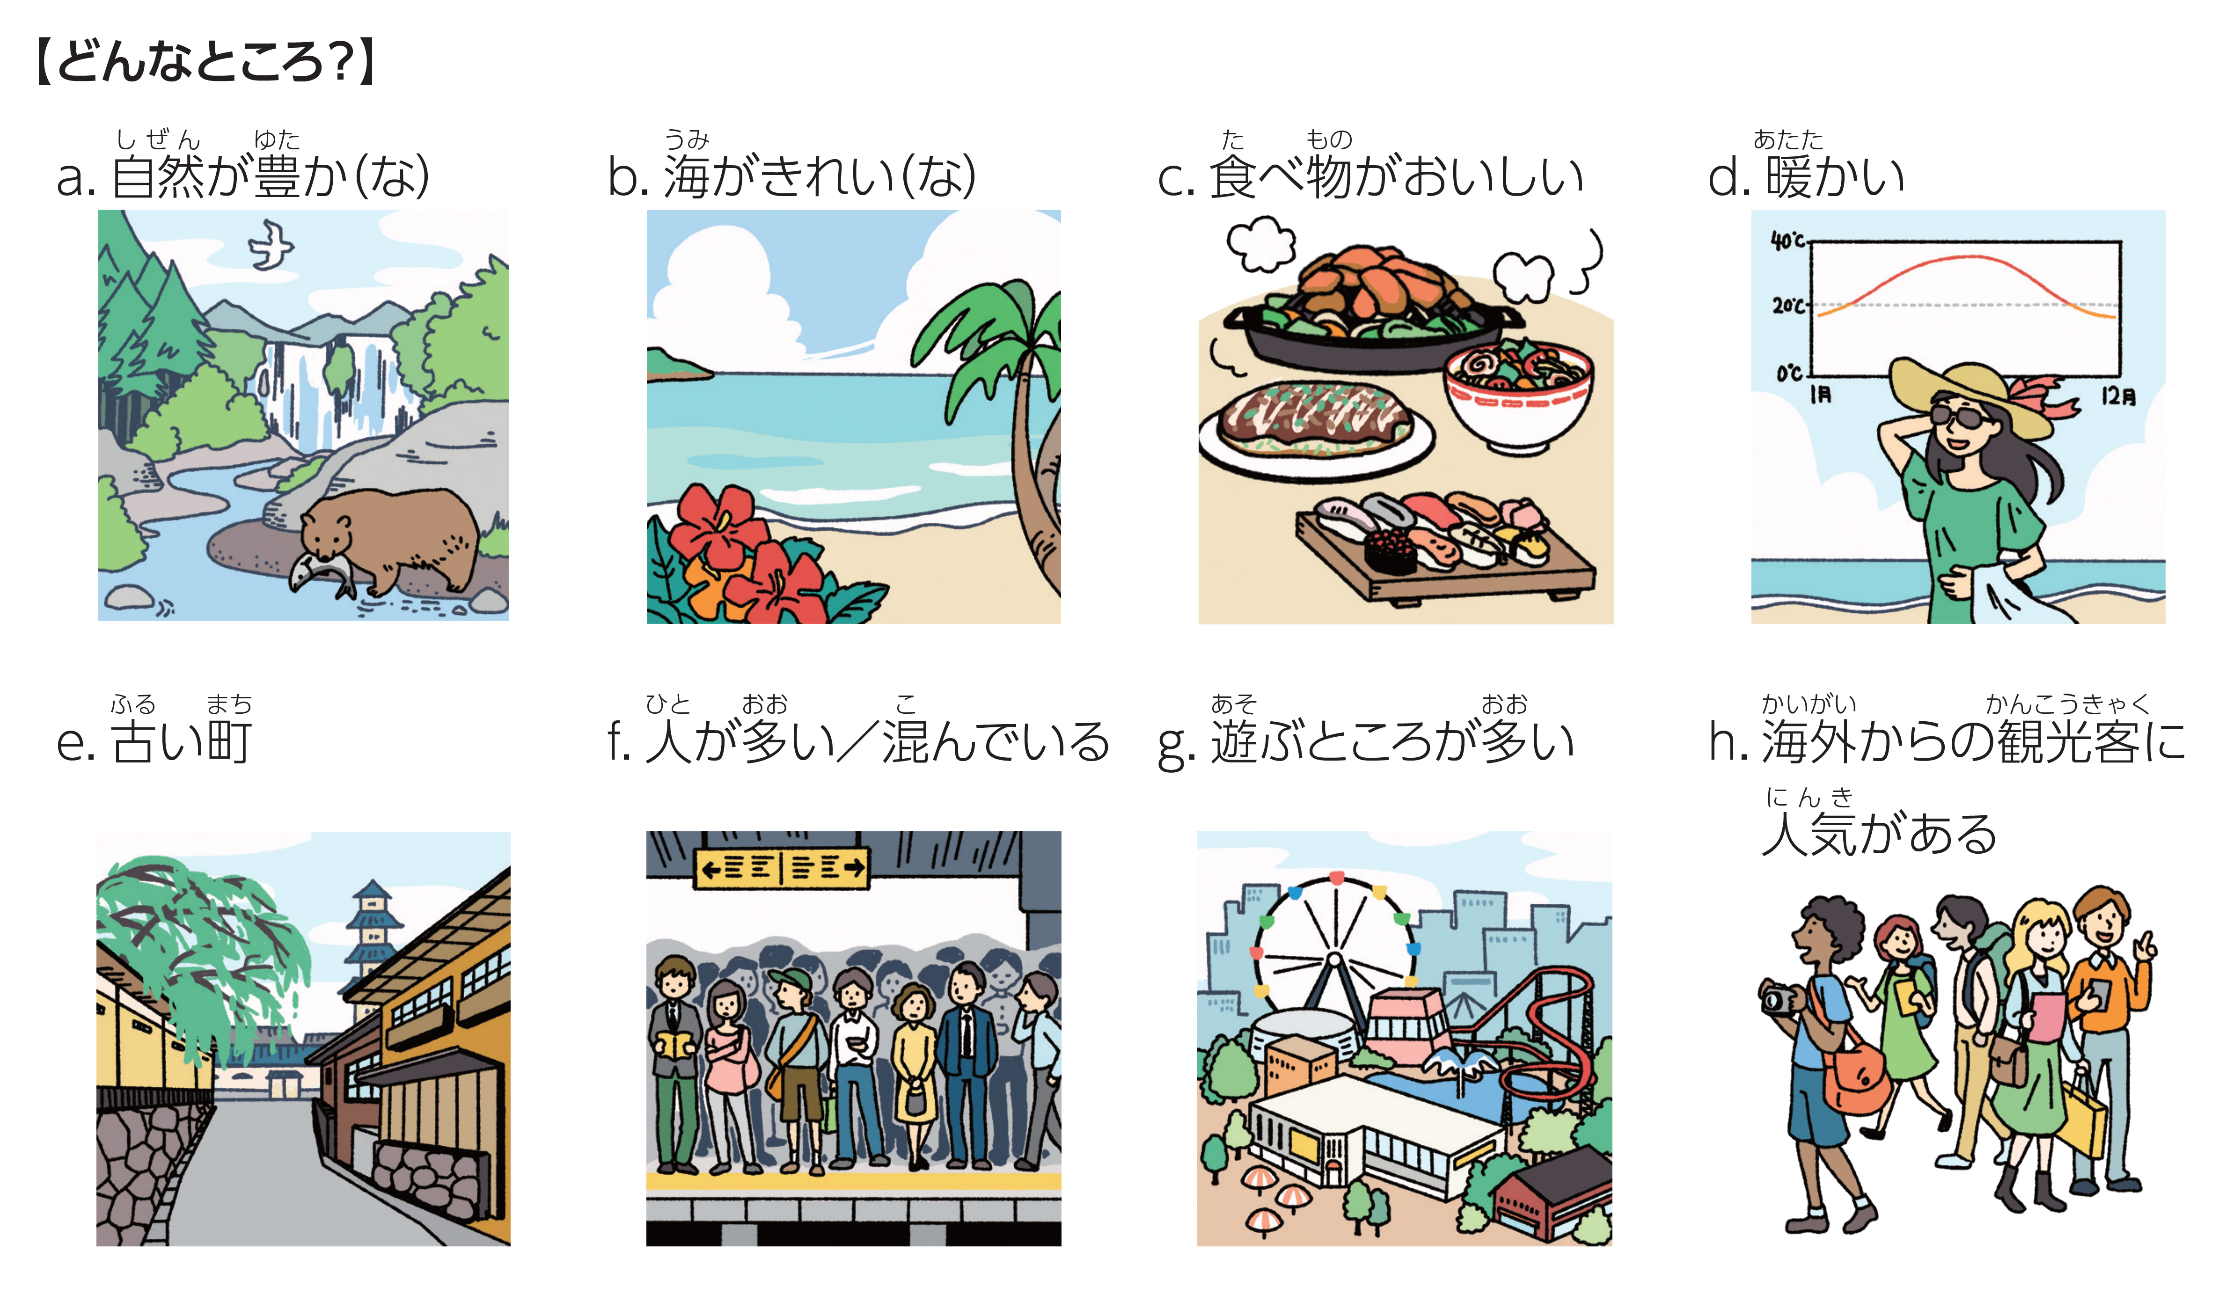 【どんなところ?】
しぜん ゆた
a. 自然が豊か(な)
うみ
b. 海がきれい(な)
た もの
c. 食べ物がおいしい
あたた
d. 暖かい
40℃
20℃
0℃
1月 12月
ふる まち
e. 古い町
ひと おお こ
f. 人が多い／混んでいる
あそ おお
g. 遊ぶところが多い
かいがい かんこうきゃく
h. 海外からの観光客に
にんき
人気がある